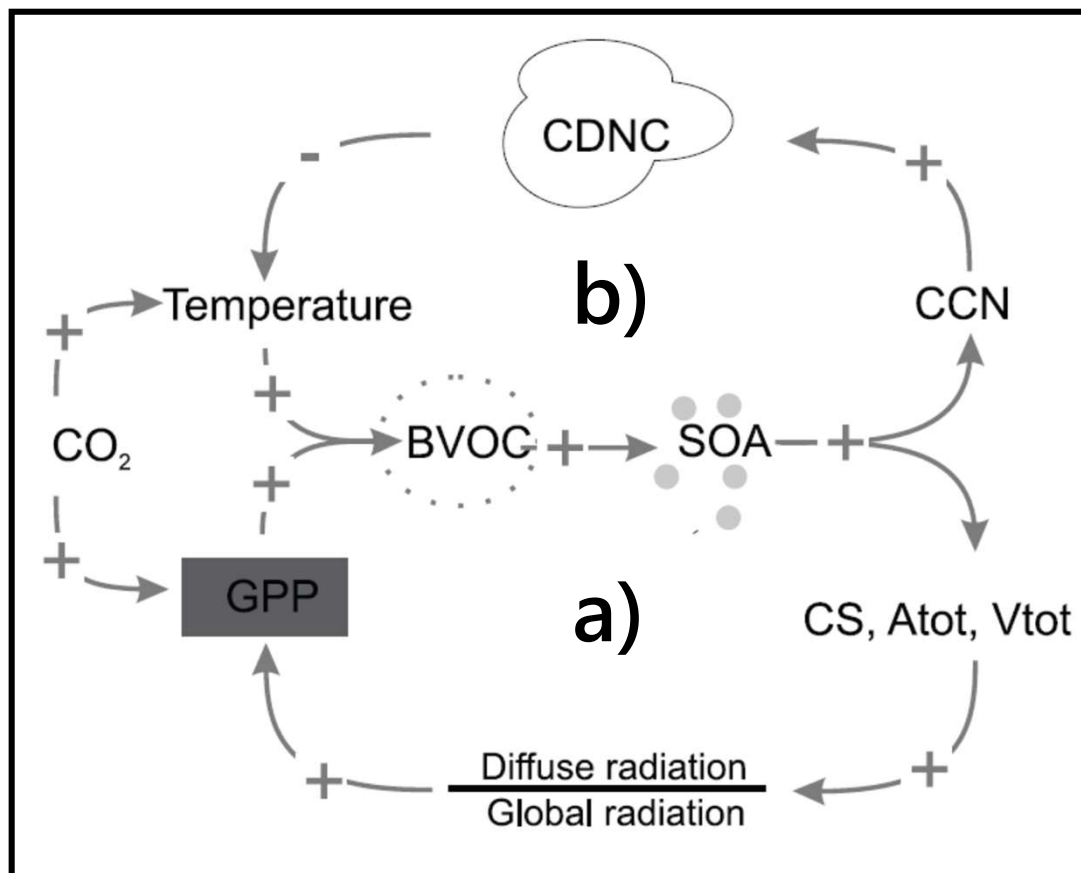 CDNC
-
+
b)
Temperature
CCN
+
+
CO₂
BVOC + SOA +
+
+
GPP
a)
CS, Atot, Vtot
Diffuse radiation
+
+
Global radiation